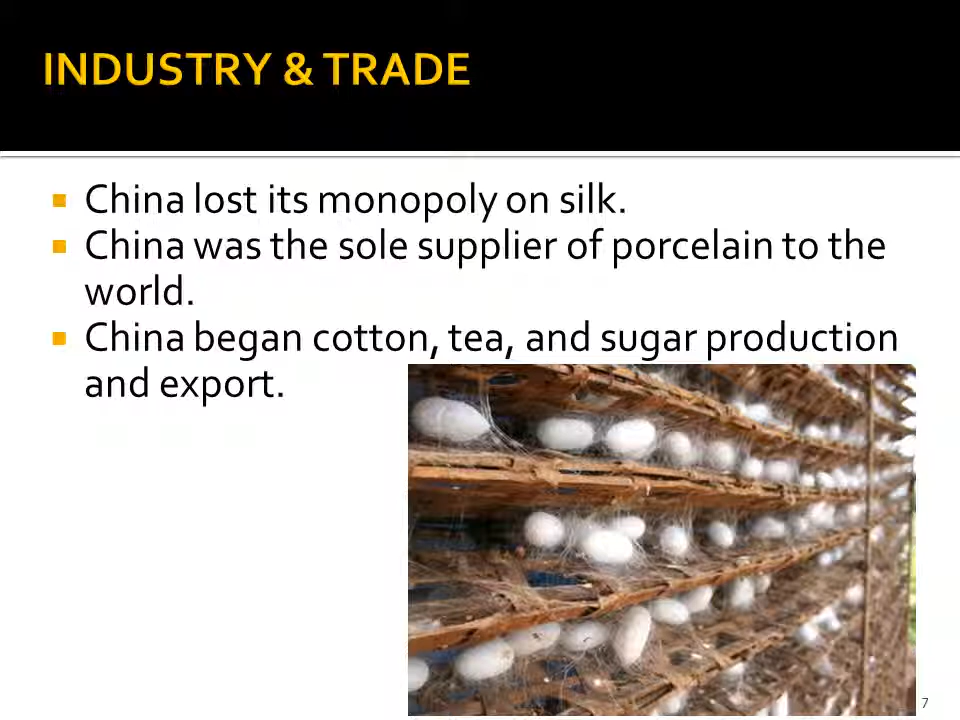 INDUSTRY & TRADE
China lost its monopoly on silk.
China was the sole supplier of porcelain to the
world.
China began cotton, tea, and sugar production
and export.
7